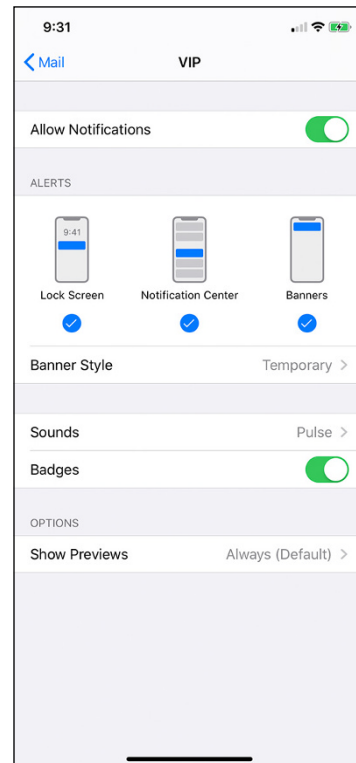 9:31
Mail VIP
Allow Notifications
ALERTS
9:41
Lock Screen Notification Center Banners
Banner Style Temporary
Sounds Pulse
Badges
OPTIONS
Show Previews Always (Default)